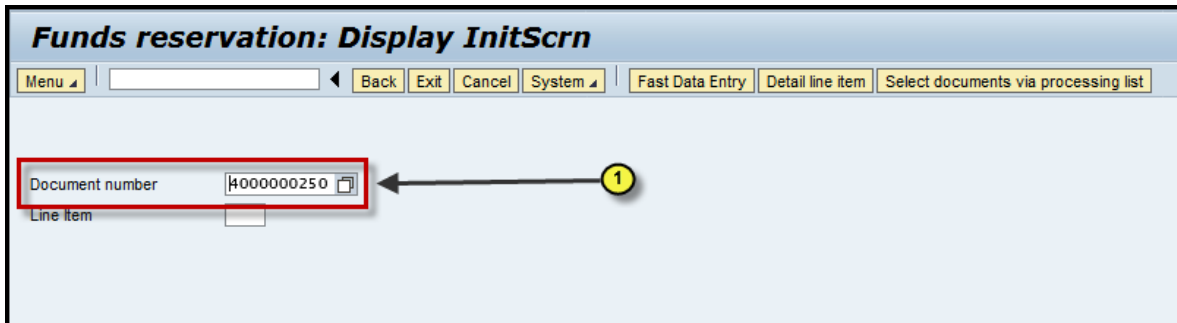 Funds reservation: Display InitScrn
Menu Back Exit Cancel System Fast Data Entry Detail line item Select documents via processing list
Document number 4000000250 1
Line Item